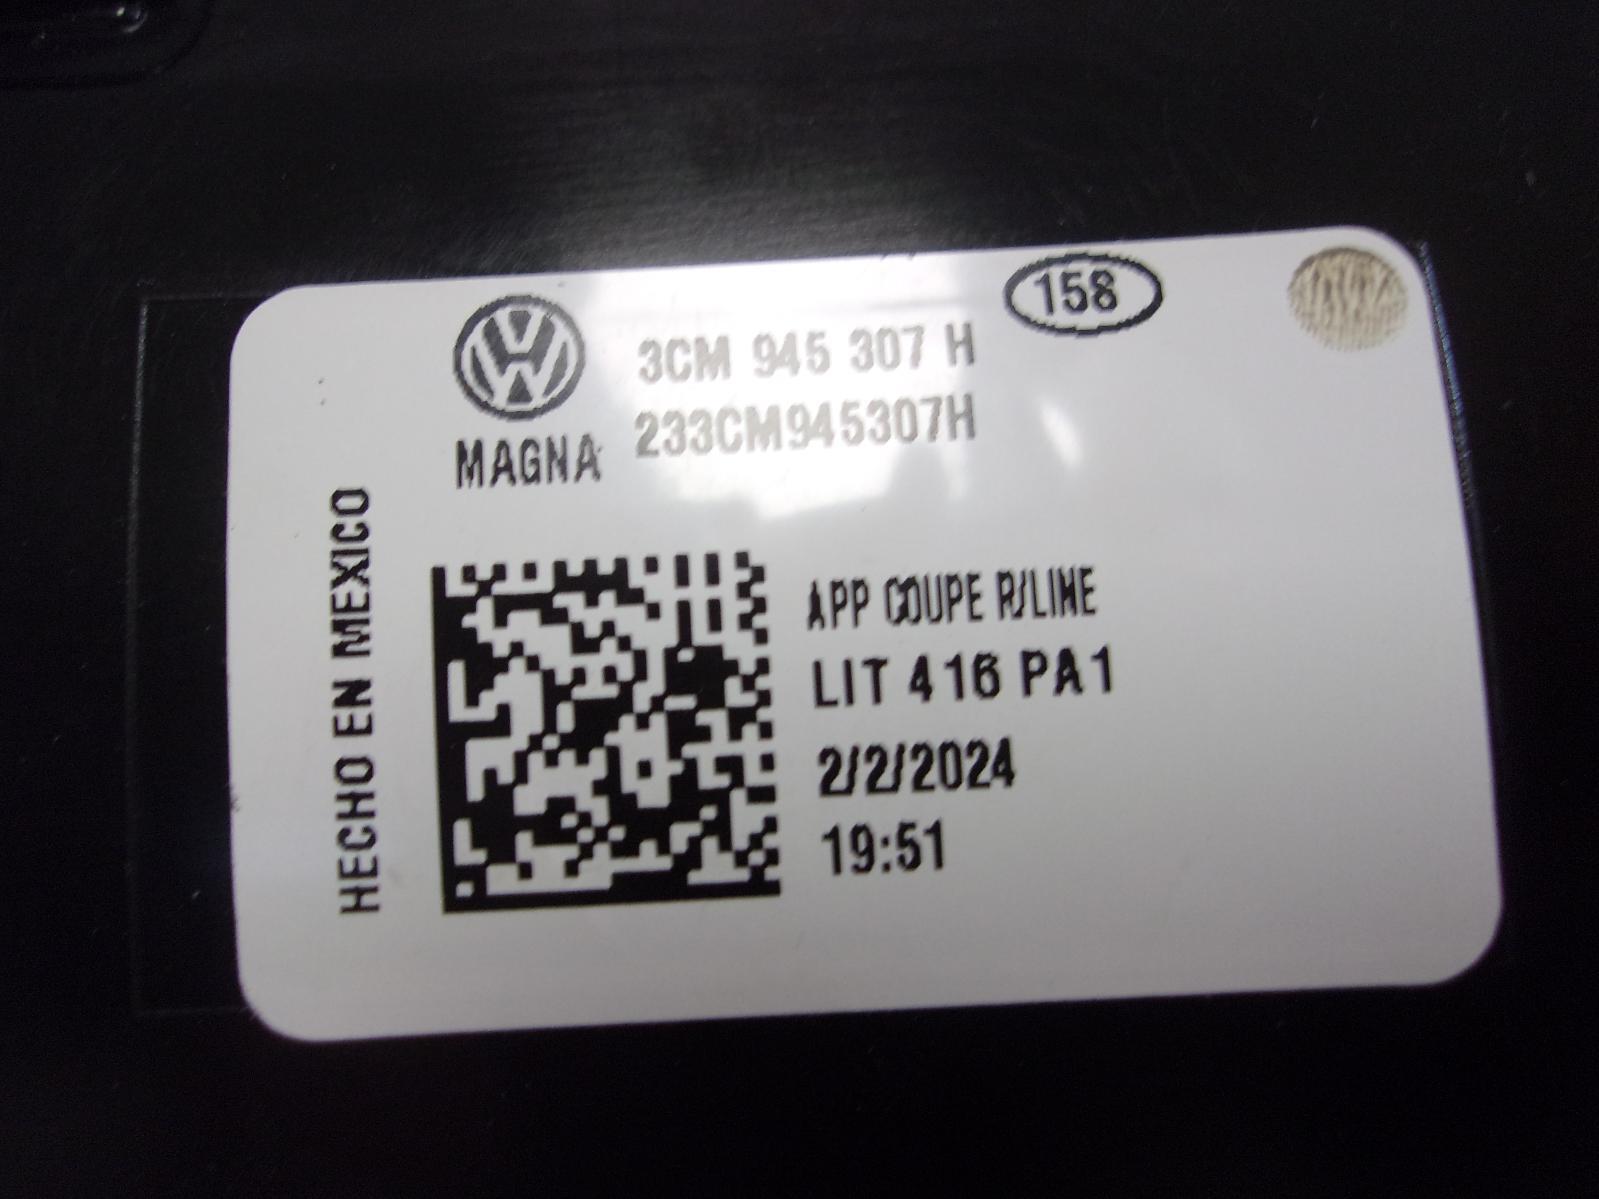 158
3CM 945 307 H
233CM945307H
MAGNA
HECHO EN MEXICO
APP COUPE R/LINE
LIT 416 PA1
2/2/2024
19:51